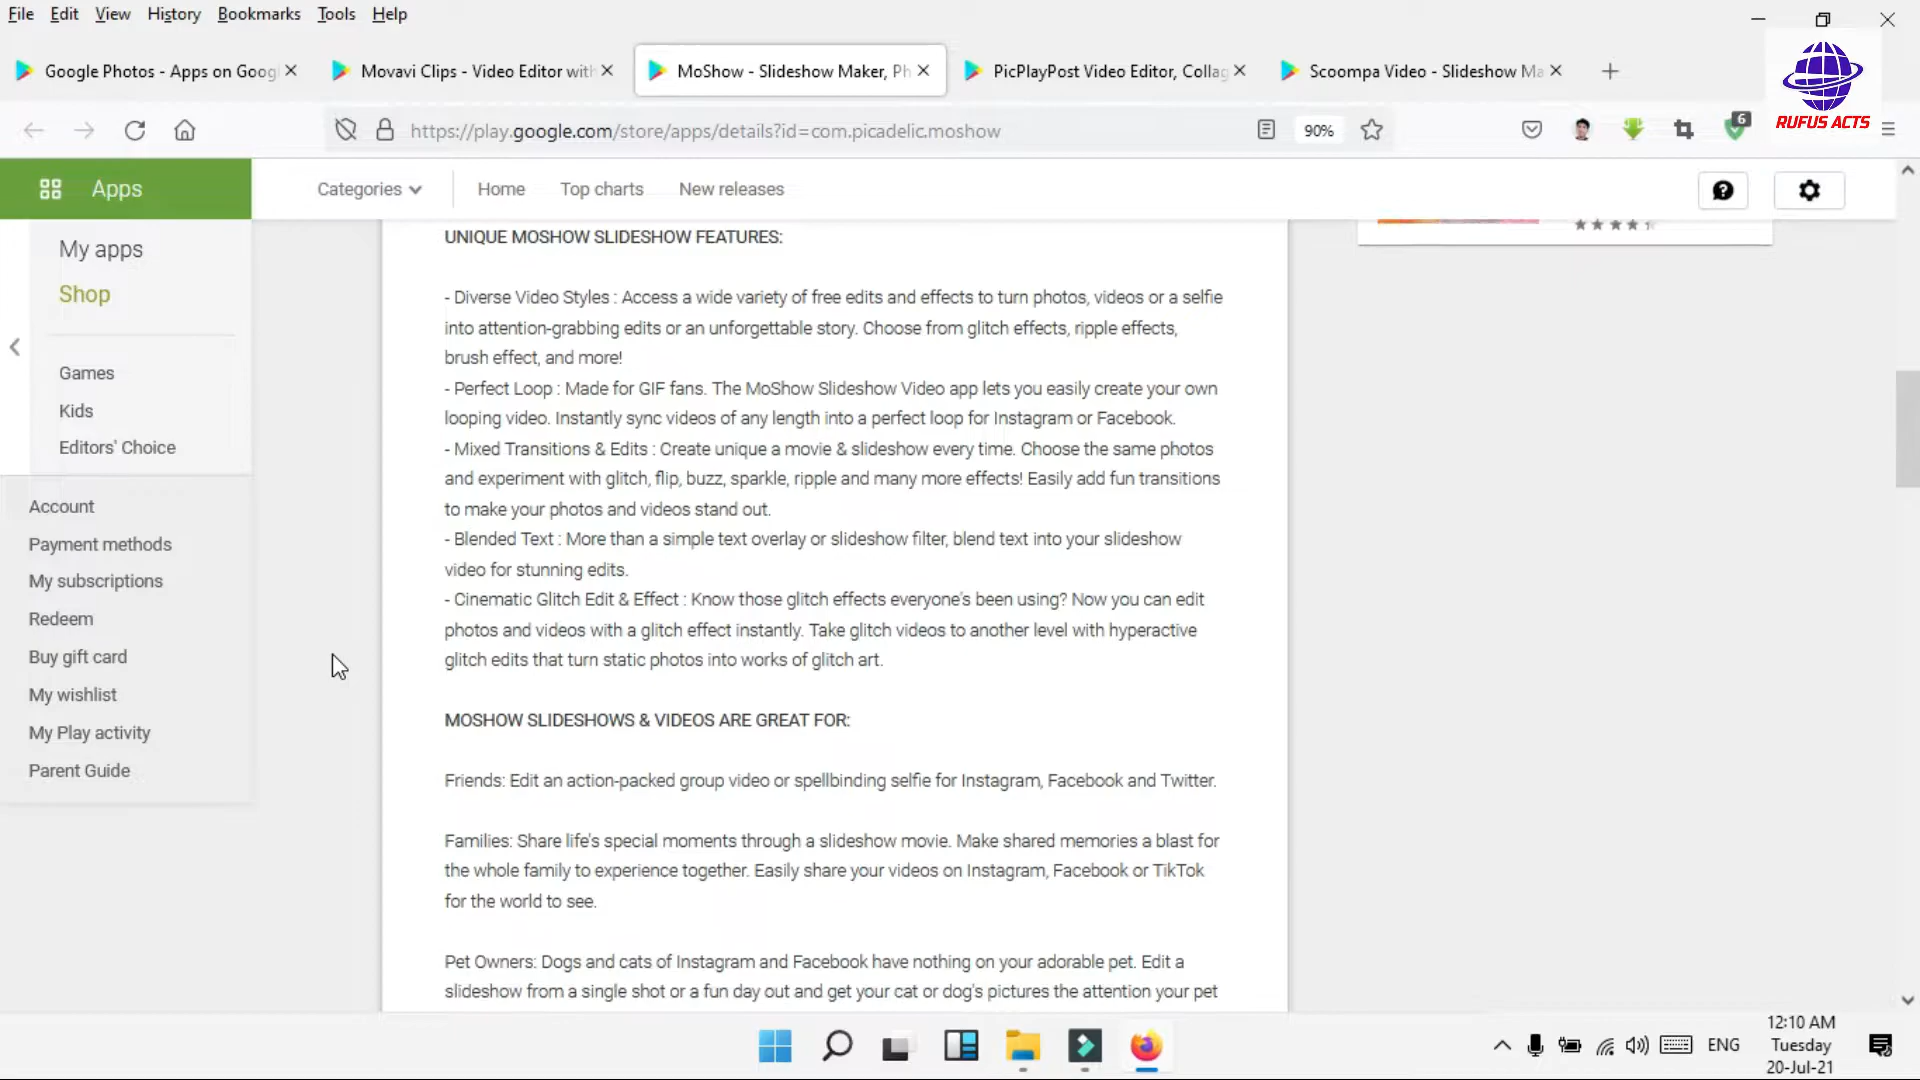 File Edit View History Bookmarks Tools Help
Google Photos - Apps on Goog
Movavi Clips - Video Editor with
MoShow - Slideshow Maker, Ph
PicPlayPost Video Editor, Collag
Scoompa Video - Slideshow Ma
RUFUS ACTS
https://play.google.com/store/apps/details?id=com.picadelic.moshow
90%
6
Apps
Categories
Home
Top charts
New releases
My apps
Shop
Games
Kids
Editors' Choice
Account
Payment methods
My subscriptions
Redeem
Buy gift card
My wishlist
My Play activity
Parent Guide
UNIQUE MOSHOW SLIDESHOW FEATURES:
- Diverse Video Styles : Access a wide variety of free edits and effects to turn photos, videos or a selfie
into attention-grabbing edits or an unforgettable story. Choose from glitch effects, ripple effects,
brush effect, and more!
- Perfect Loop : Made for GIF fans. The MoShow Slideshow Video app lets you easily create your own
looping video. Instantly sync videos of any length into a perfect loop for Instagram or Facebook.
- Mixed Transitions & Edits : Create unique a movie & slideshow every time. Choose the same photos
and experiment with glitch, flip, buzz, sparkle, ripple and many more effects! Easily add fun transitions
to make your photos and videos stand out.
- Blended Text : More than a simple text overlay or slideshow filter, blend text into your slideshow
video for stunning edits.
- Cinematic Glitch Edit & Effect : Know those glitch effects everyone's been using? Now you can edit
photos and videos with a glitch effect instantly. Take glitch videos to another level with hyperactive
glitch edits that turn static photos into works of glitch art.
MOSHOW SLIDESHOWS & VIDEOS ARE GREAT FOR:
Friends: Edit an action-packed group video or spellbinding selfie for Instagram, Facebook and Twitter.
Families: Share life's special moments through a slideshow movie. Make shared memories a blast for
the whole family to experience together. Easily share your videos on Instagram, Facebook or TikTok
for the world to see.
Pet Owners: Dogs and cats of Instagram and Facebook have nothing on your adorable pet. Edit a
slideshow from a single shot or a fun day out and get your cat or dog's pictures the attention your pet
ENG
12:10 AM
Tuesday
20-Jul-21